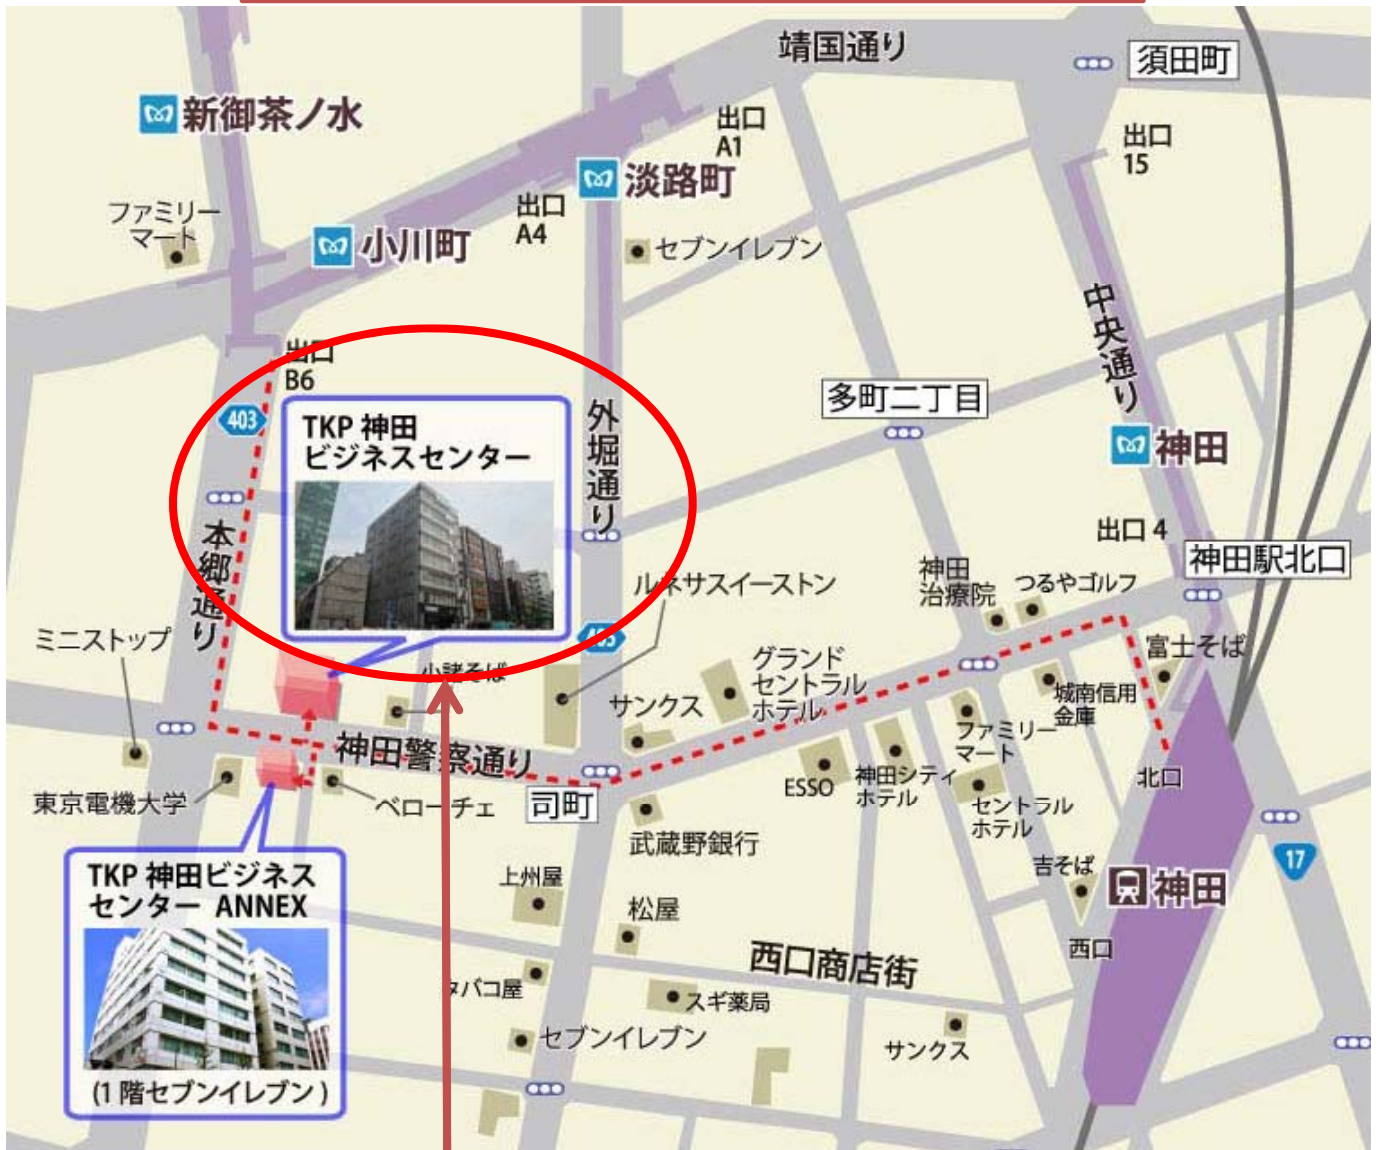 靖国通り
須田町
新御茶ノ水
出口
A1
出口
15
淡路町
ファミリー
マート
出口
A4
小川町
セブンイレブン
中央通り
出口
B6
403
多町二丁目
外堀通り
TKP 神田
ビジネスセンター
神田
本郷通り
出口 4
神田駅北口
神田
治療院
つるやゴルフ
ルネサスイーストン
ミニストップ
405
富士そば
小諸そば
グランド
セントラル
ホテル
サンクス
城南信用
金庫
神田警察通り
ファミリー
マート
ESSO
神田シティ
ホテル
北口
東京電機大学
ベローチェ
司町
セントラル
ホテル
武蔵野銀行
17
TKP 神田ビジネス
センター ANNEX
上州屋
吉そば
神田
松屋
西口
西口商店街
タバコ屋
スギ薬局
セブンイレブン
サンクス
(1 階セブンイレブン )